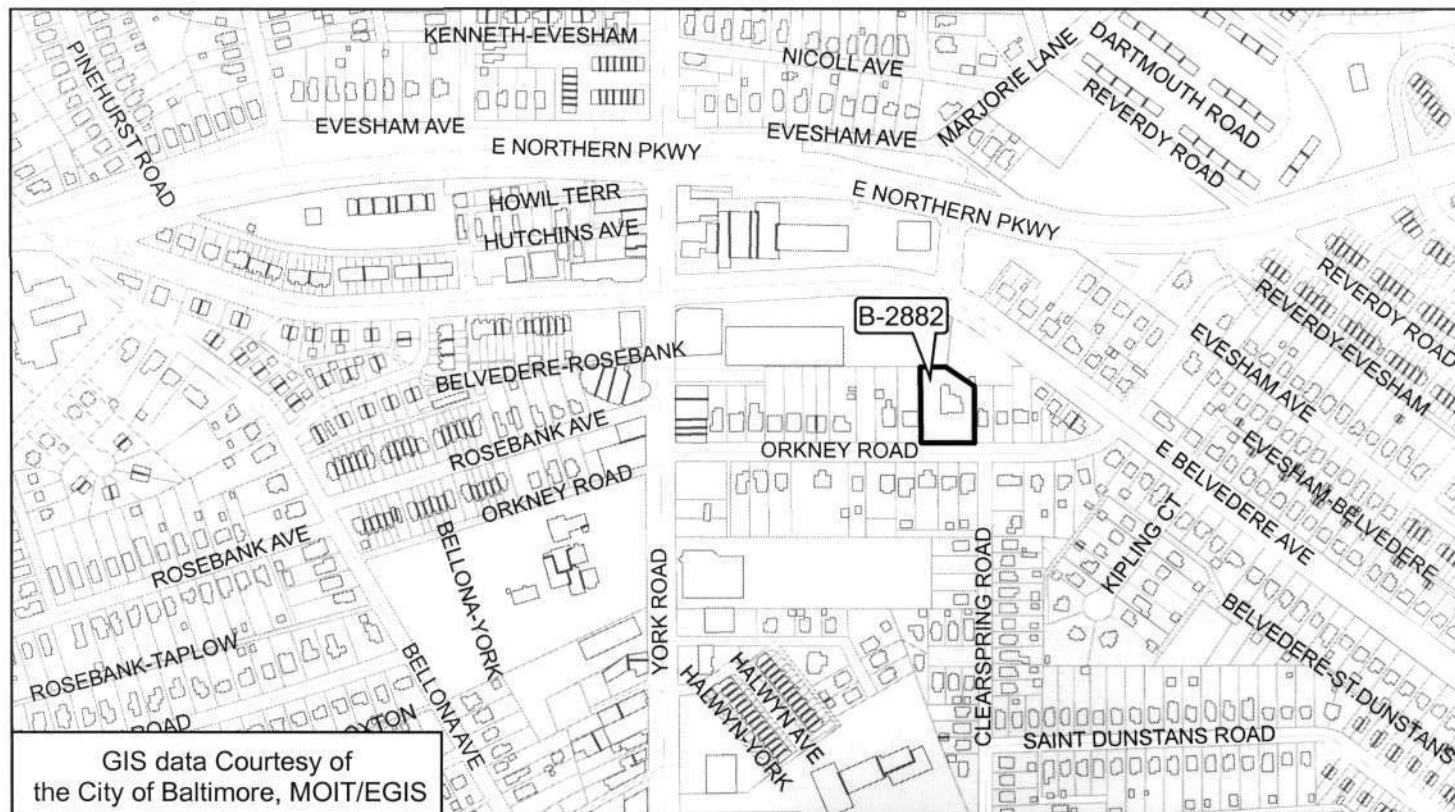 KENNETH-EVESHAM
NICOLL AVE
MARJORIE LANE
DARTMOUTH ROAD
REVERDY ROAD
PINEHURST ROAD
EVESHAM AVE
EVESHAM AVE
E NORTHERN PKWY
E NORTHERN PKWY
HOWIL TERR
HUTCHINS AVE
REVERDY ROAD
REVERDY-EVESHAM
EVESHAM AVE
EVESHAM-BELVEDERE
B-2882
BELVEDERE-ROSEBANK
ROSEBANK AVE
ORKNEY ROAD
ORKNEY ROAD
E BELVEDERE AVE
KIPLING CT
BELVEDERE-ST.DUNSTANS
ROSEBANK AVE
BELLONA-YORK
YORK ROAD
CLEARSPRING ROAD
ROSEBANK-TAPLOW
BELLONA AVE
HALWYN AVE
HALWYN-YORK
SAINT DUNSTANS ROAD
ROAD
OXTON
GIS data Courtesy of
the City of Baltimore, MOIT/EGIS